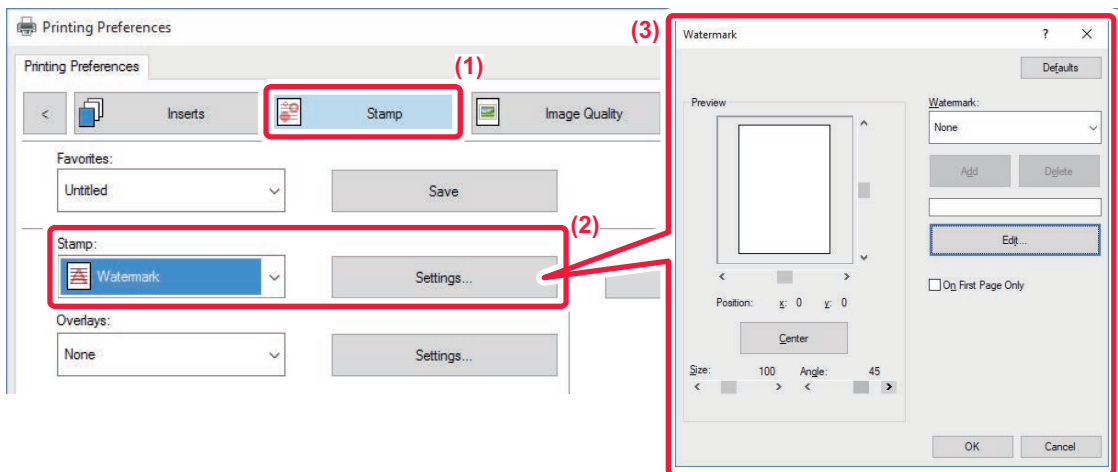 Printing Preferences
Printing Preferences
(1)
< Inserts Stamp Image Quality
Favorites:
Untitled Save
(2)
Stamp:
Watermark Settings...
Overlays:
None Settings...
(3)
Watermark ? X
Defaults
Preview
Watermark:
None
Add Delete
Edit...
On First Page Only
Position: x: 0 y: 0
Center
Size: 100 Angle: 45
OK Cancel